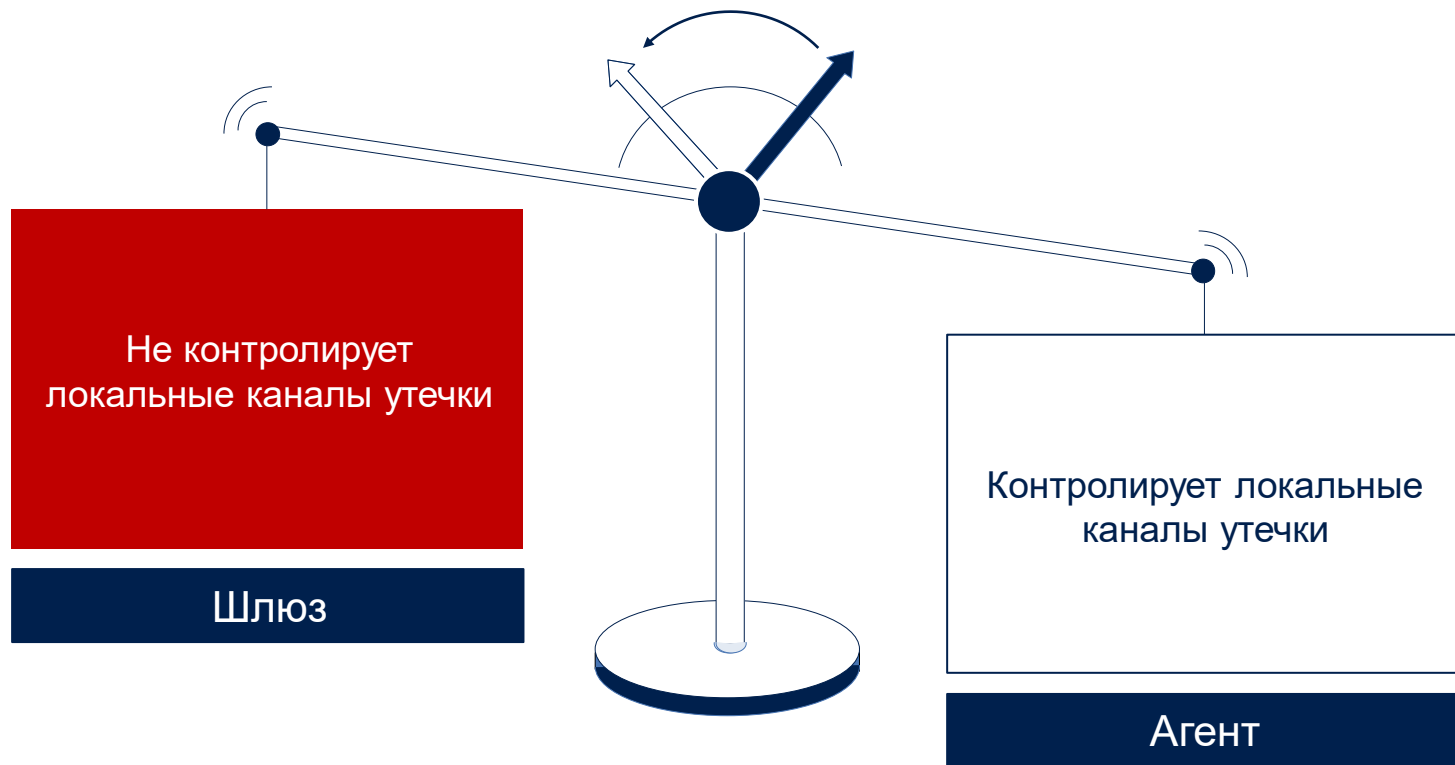 Не контролирует
локальные каналы утечки
Шлюз
Контролирует локальные
каналы утечки
Агент